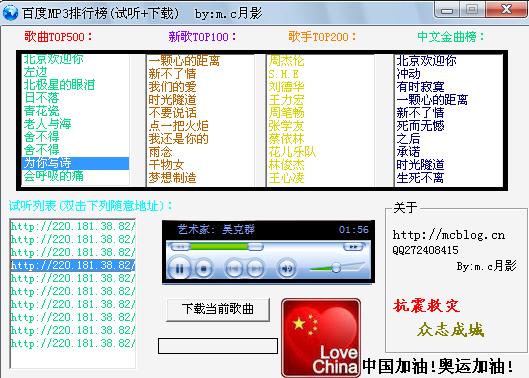 百度MP3排行榜(试听+下载)  by:m.c月影
歌曲TOP500: 新歌TOP100: 歌手TOP200: 中文金曲榜:
北京欢迎你
左边
北极星的眼泪
日不落
青花瓷
老人与海
舍不得
舍不得
为你写诗
会呼吸的痛
一颗心的距离
新不了情
我们的爱
时光隧道
不要说话
点一把火炬
我还是你的
雨念
千物女
梦想制造
周杰伦
S.H.E
刘德华
王力宏
周笔畅
张学友
蔡依林
花儿乐队
林俊杰
王心凌
北京欢迎你
冲动
有时寂寞
一颗心的距离
新不了情
死而无憾
之后
承诺
时光隧道
生死不离
试听列表(双击下列随意地址):
http://220.181.38.82/
http://220.181.38.82/
http://220.181.38.82/
http://220.181.38.82/
http://220.181.38.82/
http://220.181.38.82/
http://220.181.38.82/
http://220.181.38.82/
http://220.181.38.82/
http://220.181.38.82/
艺术家: 吴克群 01:56
下载当前歌曲
Love
China
关于
http://mcblog.cn
QQ272408415
By:m.c月影
抗震救灾
众志成城
中国加油!奥运加油!